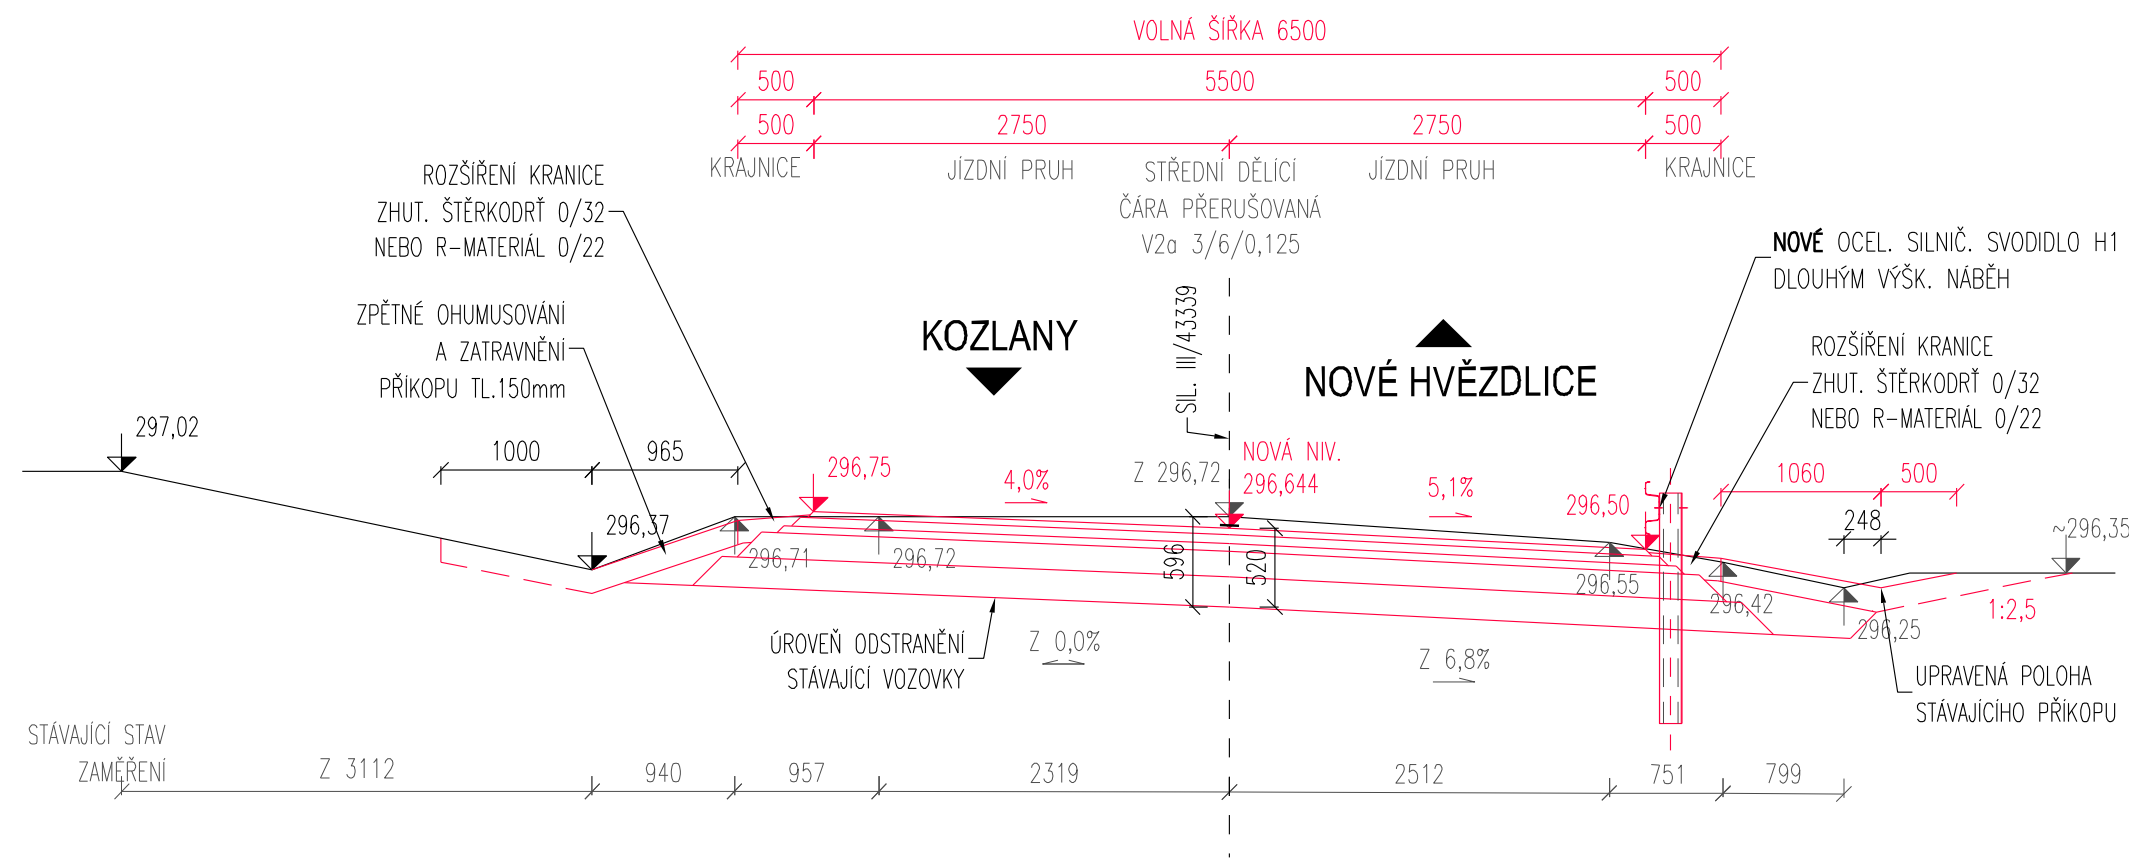 VOLNÁ ŠÍŘKA 6500
500
5500
500
500
2750
2750
500
KRAJNICE
JÍZDNÍ PRUH
STŘEDNÍ DĚLÍCÍ
ČÁRA PŘERUŠOVANÁ
V2a 3/6/0,125
JÍZDNÍ PRUH
KRAJNICE
ROZŠÍŘENÍ KRANICE
ZHUT. ŠTĚRKODRŤ 0/32
NEBO R-MATERIÁL 0/22
NOVÉ OCEL. SILNIČ. SVODIDLO H1
DLOUHÝM VÝŠK. NÁBĚH
ZPĚTNÉ OHUMUSOVÁNÍ
A ZATRAVNĚNÍ
PŘÍKOPU TL.150mm
KOZLANY
SIL. III/43339
NOVÉ HVĚZDLICE
ROZŠÍŘENÍ KRANICE
ZHUT. ŠTĚRKODRŤ 0/32
NEBO R-MATERIÁL 0/22
297,02
1000
965
296,75
4,0%
Z 296,72
NOVÁ NIV.
296,644
5,1%
296,50
1060
500
296,37
248
~296,35
296,71
296,72
596
520
296,55
296,42
296,25
1:2,5
ÚROVEŇ ODSTRANĚNÍ
STÁVAJÍCÍ VOZOVKY
Z 0,0%
Z 6,8%
UPRAVENÁ POLOHA
STÁVAJÍCÍHO PŘÍKOPU
STÁVAJÍCÍ STAV
ZAMĚŘENÍ
Z 3112
940
957
2319
2512
751
799